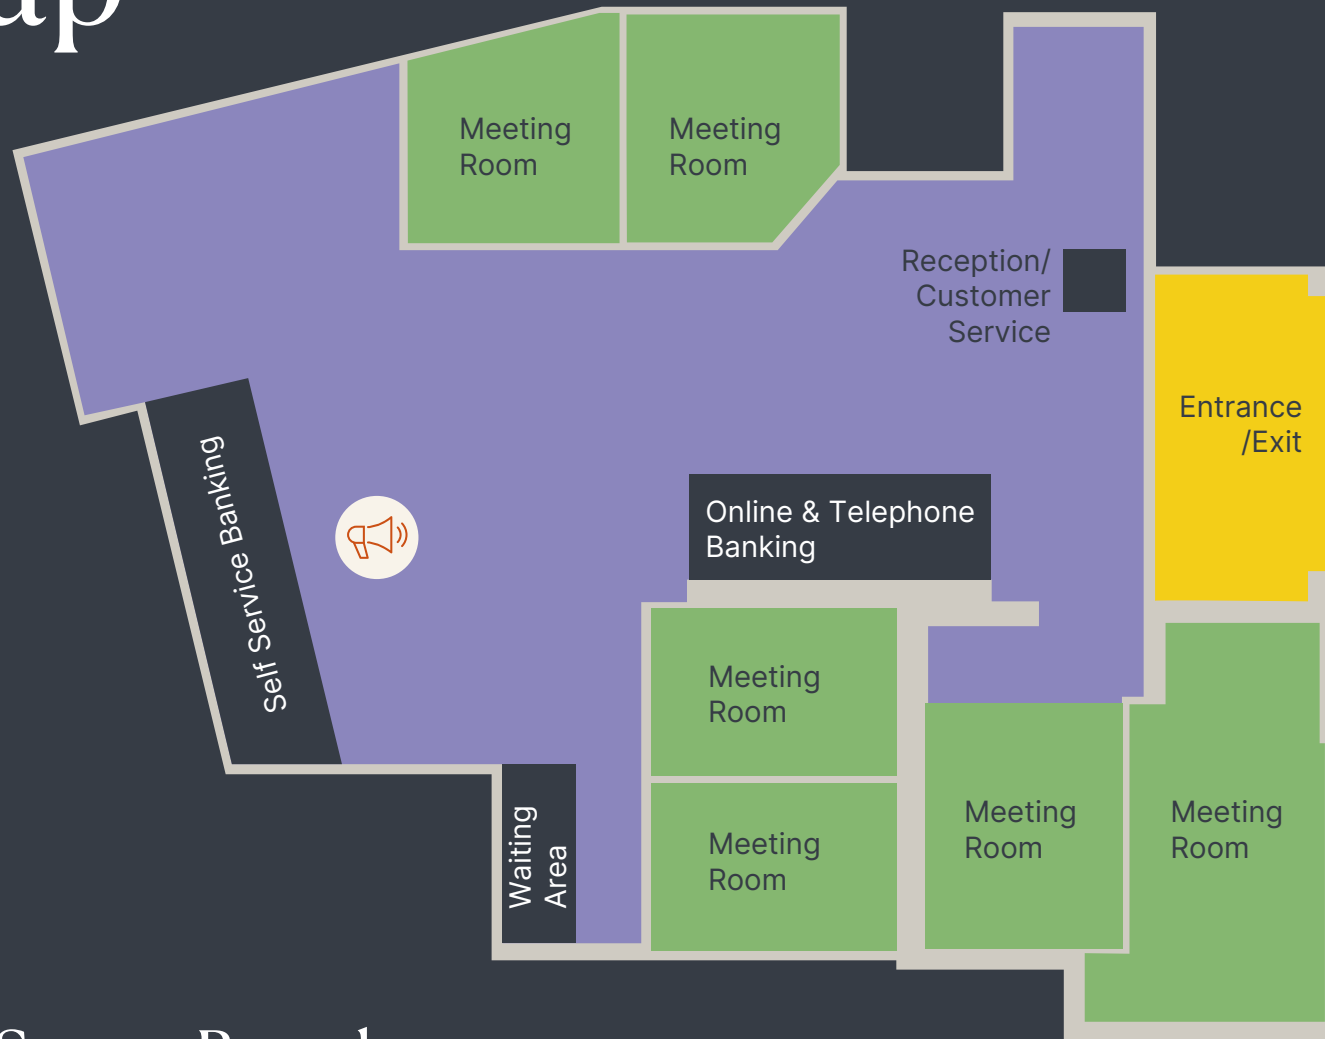 Meeting
Room
Meeting
Room
Reception/
Customer
Service
Entrance
/Exit
Online & Telephone
Banking
Self Service Banking
Meeting
Room
Meeting
Room
Meeting
Room
Meeting
Room
Waiting
Area